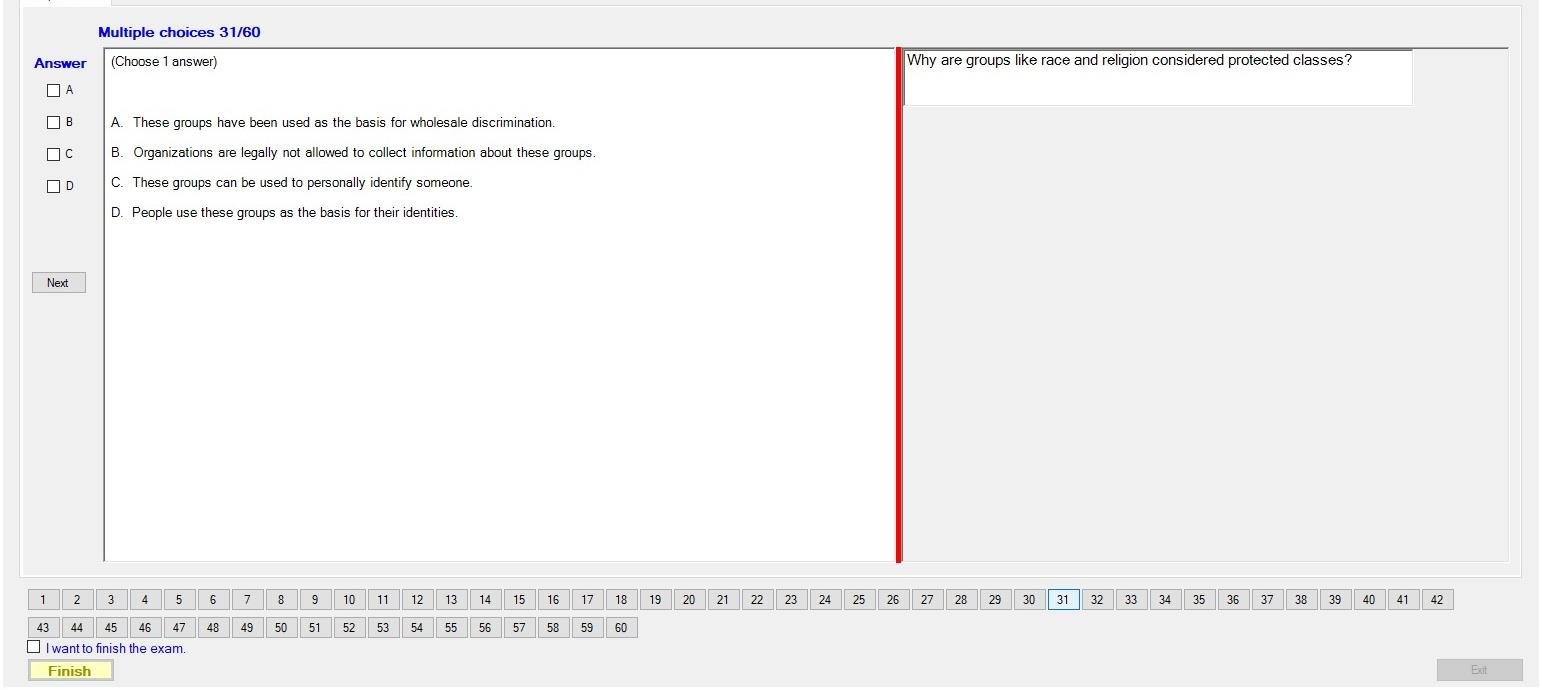 Multiple choices 31/60
Answer
A
B
C
D
Next
(Choose 1 answer)
A. These groups have been used as the basis for wholesale discrimination.
B. Organizations are legally not allowed to collect information about these groups.
C. These groups can be used to personally identify someone.
D. People use these groups as the basis for their identities.
Why are groups like race and religion considered protected classes?
1 2 3 4 5 6 7 8 9 10 11 12 13 14 15 16 17 18 19 20 21 22 23 24 25 26 27 28 29 30 31 32 33 34 35 36 37 38 39 40 41 42
43 44 45 46 47 48 49 50 51 52 53 54 55 56 57 58 59 60
I want to finish the exam.
Finish
Exit